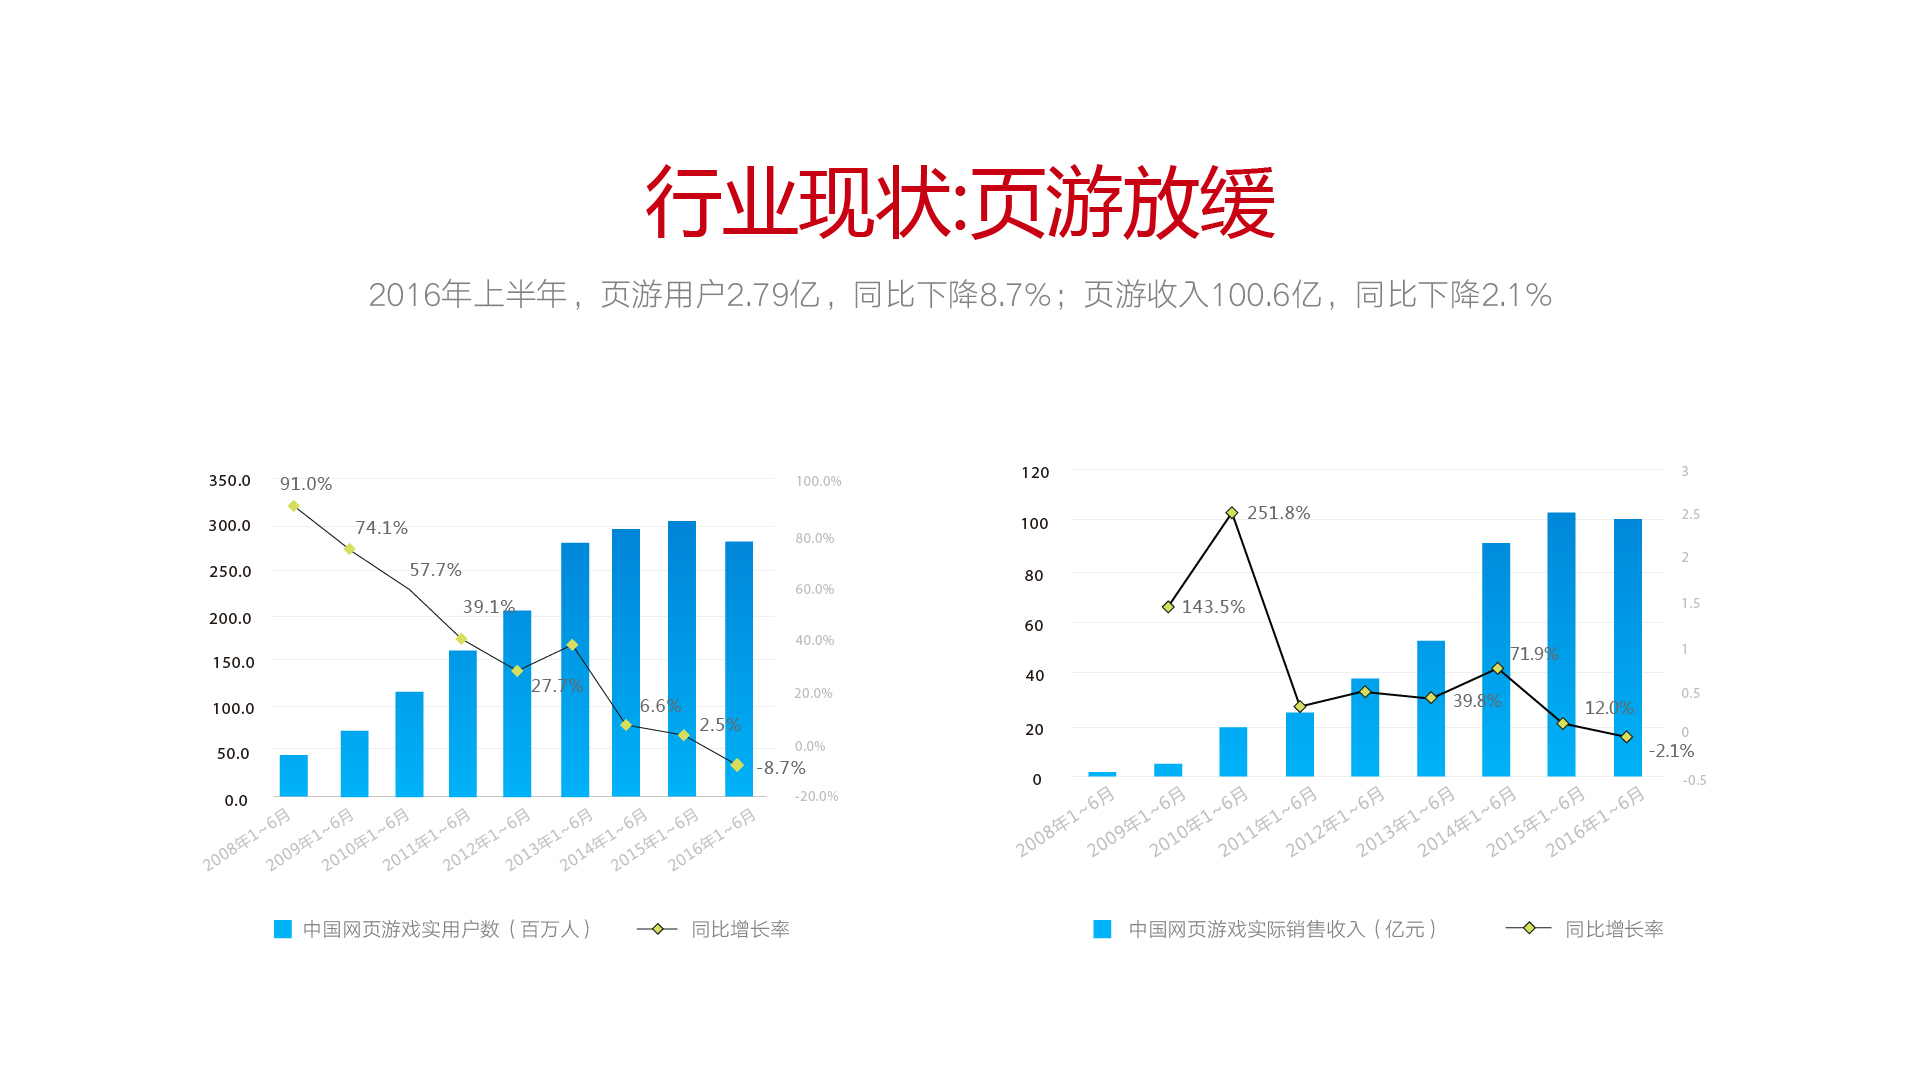 行业现状:页游放缓
2016年上半年，页游用户2.79亿，同比下降8.7%；页游收入100.6亿，同比下降2.1%
350.0
300.0
250.0
200.0
150.0
100.0
50.0
0.0
91.0%
74.1%
57.7%
39.1%
27.7%
6.6%
2.5%
-8.7%
100.0%
80.0%
60.0%
40.0%
20.0%
0.0%
-20.0%
2008年1~6月
2009年1~6月
2010年1~6月
2011年1~6月
2012年1~6月
2013年1~6月
2014年1~6月
2015年1~6月
2016年1~6月
中国网页游戏实用户数（百万人）
同比增长率
120
100
80
60
40
20
0
143.5%
251.8%
39.8%
71.9%
12.0%
-2.1%
3
2.5
2
1.5
1
0.5
0
-0.5
2008年1~6月
2009年1~6月
2010年1~6月
2011年1~6月
2012年1~6月
2013年1~6月
2014年1~6月
2015年1~6月
2016年1~6月
中国网页游戏实际销售收入（亿元）
同比增长率